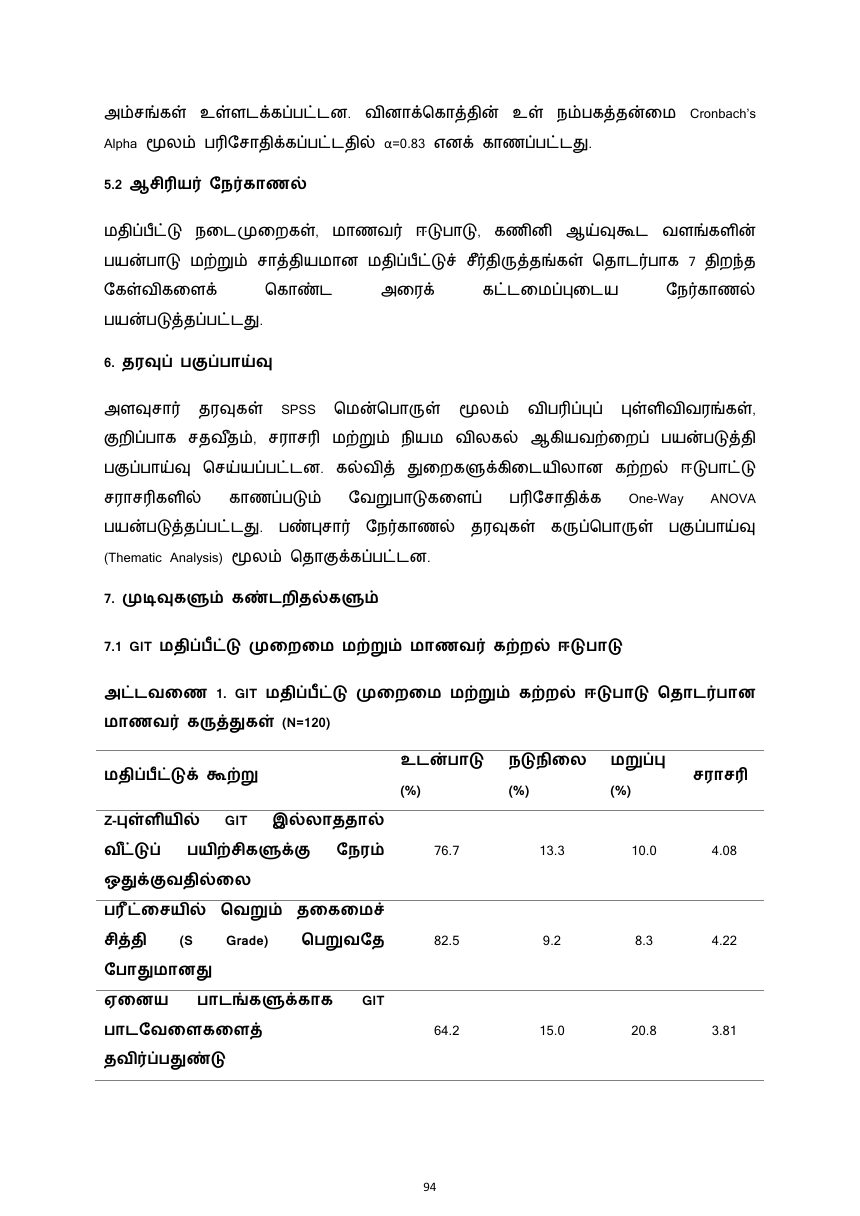 அம்சங்கள் உள்ளடக்கப்பட்டன. வினாக்கொத்தின் உள் நம்பகத்தன்மை Cronbach’s
Alpha மூலம் பரிசோதிக்கப்பட்டதில் α=0.83 எனக் காணப்பட்டது.
5.2 ஆசிரியர் நேர்காணல்
மதிப்பீட்டு நடைமுறைகள், மாணவர் ஈடுபாடு, கணினி ஆய்வுகூட வளங்களின்
பயன்பாடு மற்றும் சாத்தியமான மதிப்பீட்டுச் சீர்திருத்தங்கள் தொடர்பாக 7 திறந்த
கேள்விகளைக் கொண்ட அரைக் கட்டமைப்புடைய நேர்காணல்
பயன்படுத்தப்பட்டது.
6. தரவுப் பகுப்பாய்வு
அளவுசார் தரவுகள் SPSS மென்பொருள் மூலம் விபரிப்புப் புள்ளிவிவரங்கள்,
குறிப்பாக சதவீதம், சராசரி மற்றும் நியம விலகல் ஆகியவற்றைப் பயன்படுத்தி
பகுப்பாய்வு செய்யப்பட்டன. கல்வித் துறைகளுக்கிடையிலான கற்றல் ஈடுபாட்டு
சராசரிகளில் காணப்படும் வேறுபாடுகளைப் பரிசோதிக்க One-Way ANOVA
பயன்படுத்தப்பட்டது. பண்புசார் நேர்காணல் தரவுகள் கருப்பொருள் பகுப்பாய்வு
(Thematic Analysis) மூலம் தொகுக்கப்பட்டன.
7. முடிவுகளும் கண்டறிதல்களும்
7.1 GIT மதிப்பீட்டு முறைமை மற்றும் மாணவர் கற்றல் ஈடுபாடு
அட்டவணை 1. GIT மதிப்பீட்டு முறைமை மற்றும் கற்றல் ஈடுபாடு தொடர்பான
மாணவர் கருத்துகள் (N=120)
மதிப்பீட்டுக் கூற்று உடன்பாடு (%) நடுநிலை (%) மறுப்பு (%) சராசரி
Z-புள்ளியில் GIT இல்லாததால்
வீட்டுப் பயிற்சிகளுக்கு நேரம் 76.7 13.3 10.0 4.08
ஒதுக்குவதில்லை
பரீட்சையில் வெறும் தகைமைச்
சித்தி (S Grade) பெறுவதே 82.5 9.2 8.3 4.22
போதுமானது
ஏனைய பாடங்களுக்காக GIT
பாடவேளைகளைத் 64.2 15.0 20.8 3.81
தவிர்ப்பதுண்டு
94